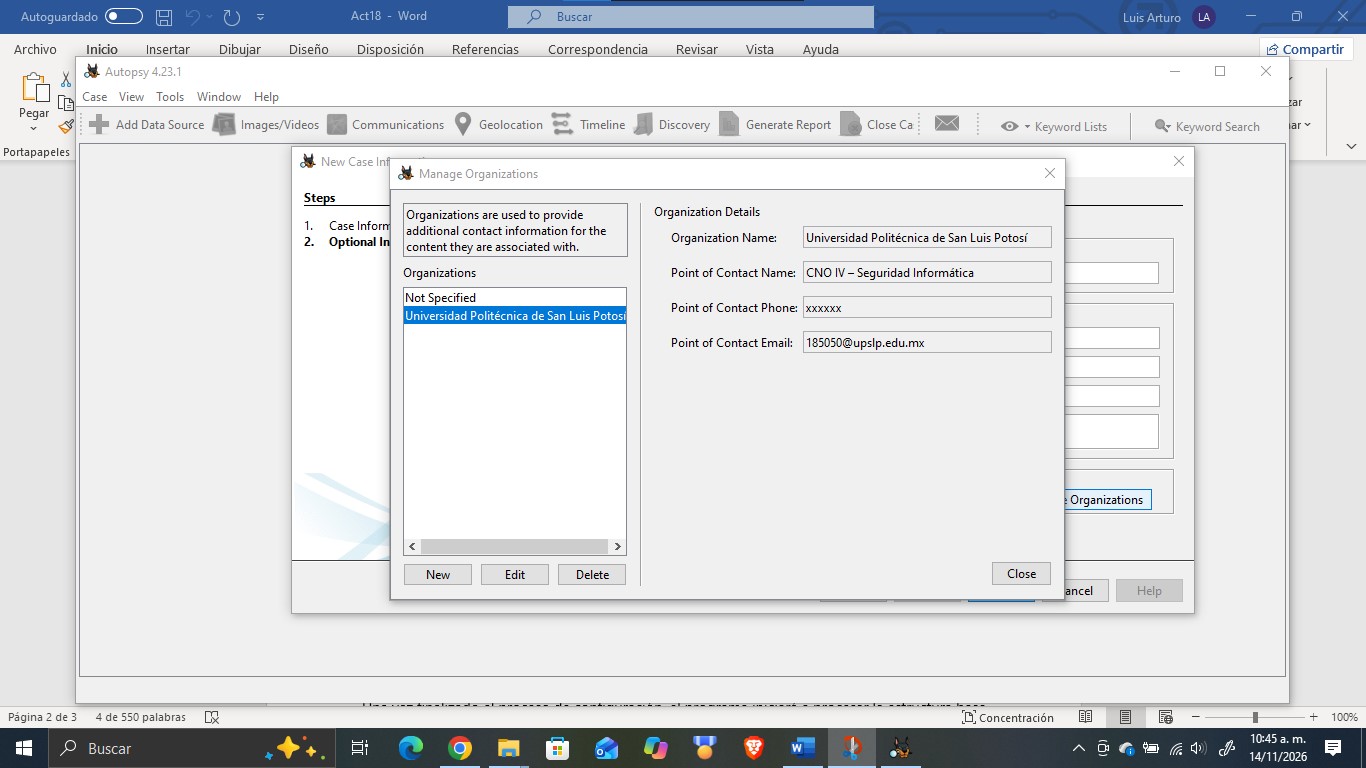 Autoguardado Act18 - Word Buscar Luis Arturo LA
Archivo Inicio Insertar Dibujar Diseño Disposición Referencias Correspondencia Revisar Vista Ayuda Compartir
Pegar
Portapapeles
Autopsy 4.23.1
Case View Tools Window Help
Add Data Source Images/Videos Communications Geolocation Timeline Discovery Generate Report Close Ca Keyword Lists Keyword Search
New Case Inf
Steps
1. Case Inform
2. Optional In
Manage Organizations
Organizations are used to provide
additional contact information for the
content they are associated with.
Organizations
Not Specified
Universidad Politécnica de San Luis Potosí
New Edit Delete
Organization Details
Organization Name: Universidad Politécnica de San Luis Potosí
Point of Contact Name: CNO IV – Seguridad Informática
Point of Contact Phone: xxxxxx
Point of Contact Email: 185050@upslp.edu.mx
Close
e Organizations
ancel Help
Página 2 de 3 4 de 550 palabras Concentración 100%
Buscar
10:45 a. m.
14/11/2026